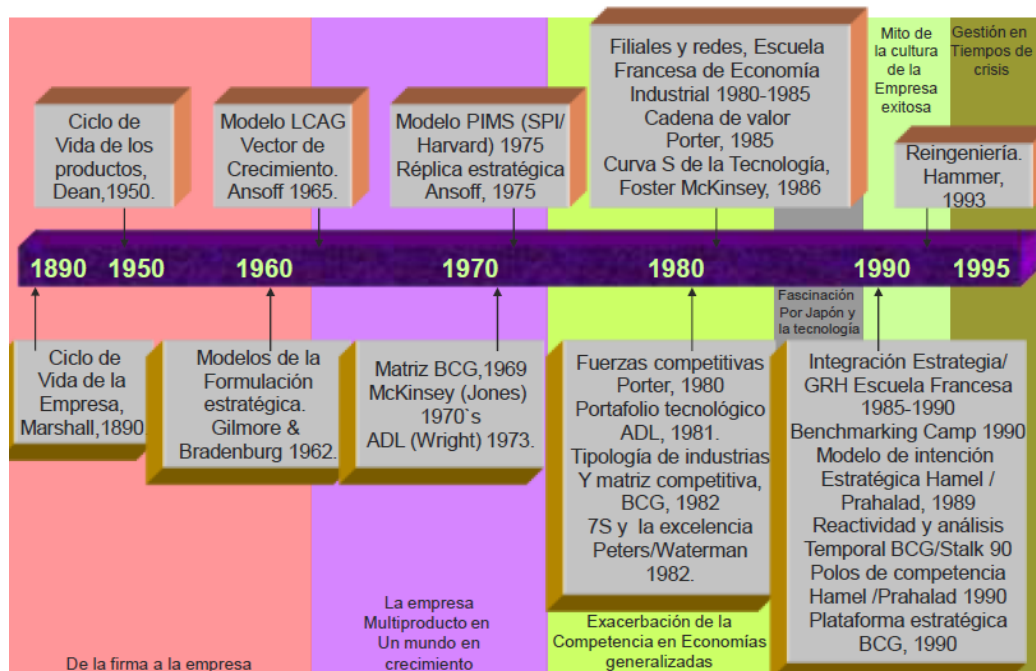 Mito de
la cultura
de la
Empresa
exitosa
Gestión en
Tiempos de
crisis
Ciclo de
Vida de los
productos,
Dean,1950.
Modelo LCAG
Vector de
Crecimiento.
Ansoff 1965.
Modelo PIMS (SPI/
Harvard) 1975
Réplica estratégica
Ansoff, 1975
Filiales y redes, Escuela
Francesa de Economía
Industrial 1980-1985
Cadena de valor
Porter, 1985
Curva S de la Tecnología,
Foster McKinsey, 1986
Reingeniería.
Hammer,
1993
1890 1950 1960 1970 1980 1990 1995
Fascinación
Por Japón y
la tecnología
Ciclo de
Vida de la
Empresa,
Marshall,1890.
Modelos de la
Formulación
estratégica.
Gilmore &
Bradenburg 1962.
Matriz BCG,1969
McKinsey (Jones)
1970`s
ADL (Wright) 1973.
Fuerzas competitivas
Porter, 1980
Portafolio tecnológico
ADL, 1981.
Tipología de industrias
Y matriz competitiva,
BCG, 1982
7S y la excelencia
Peters/Waterman
1982.
Integración Estrategia/
GRH Escuela Francesa
1985-1990
Benchmarking Camp 1990
Modelo de intención
Estratégica Hamel /
Prahalad, 1989
Reactividad y análisis
Temporal BCG/Stalk 90
Polos de competencia
Hamel /Prahalad 1990
Plataforma estratégica
BCG, 1990
De la firma a la empresa
La empresa
Multiproducto en
Un mundo en
crecimiento
Exacerbación de la
Competencia en Economías
generalizadas